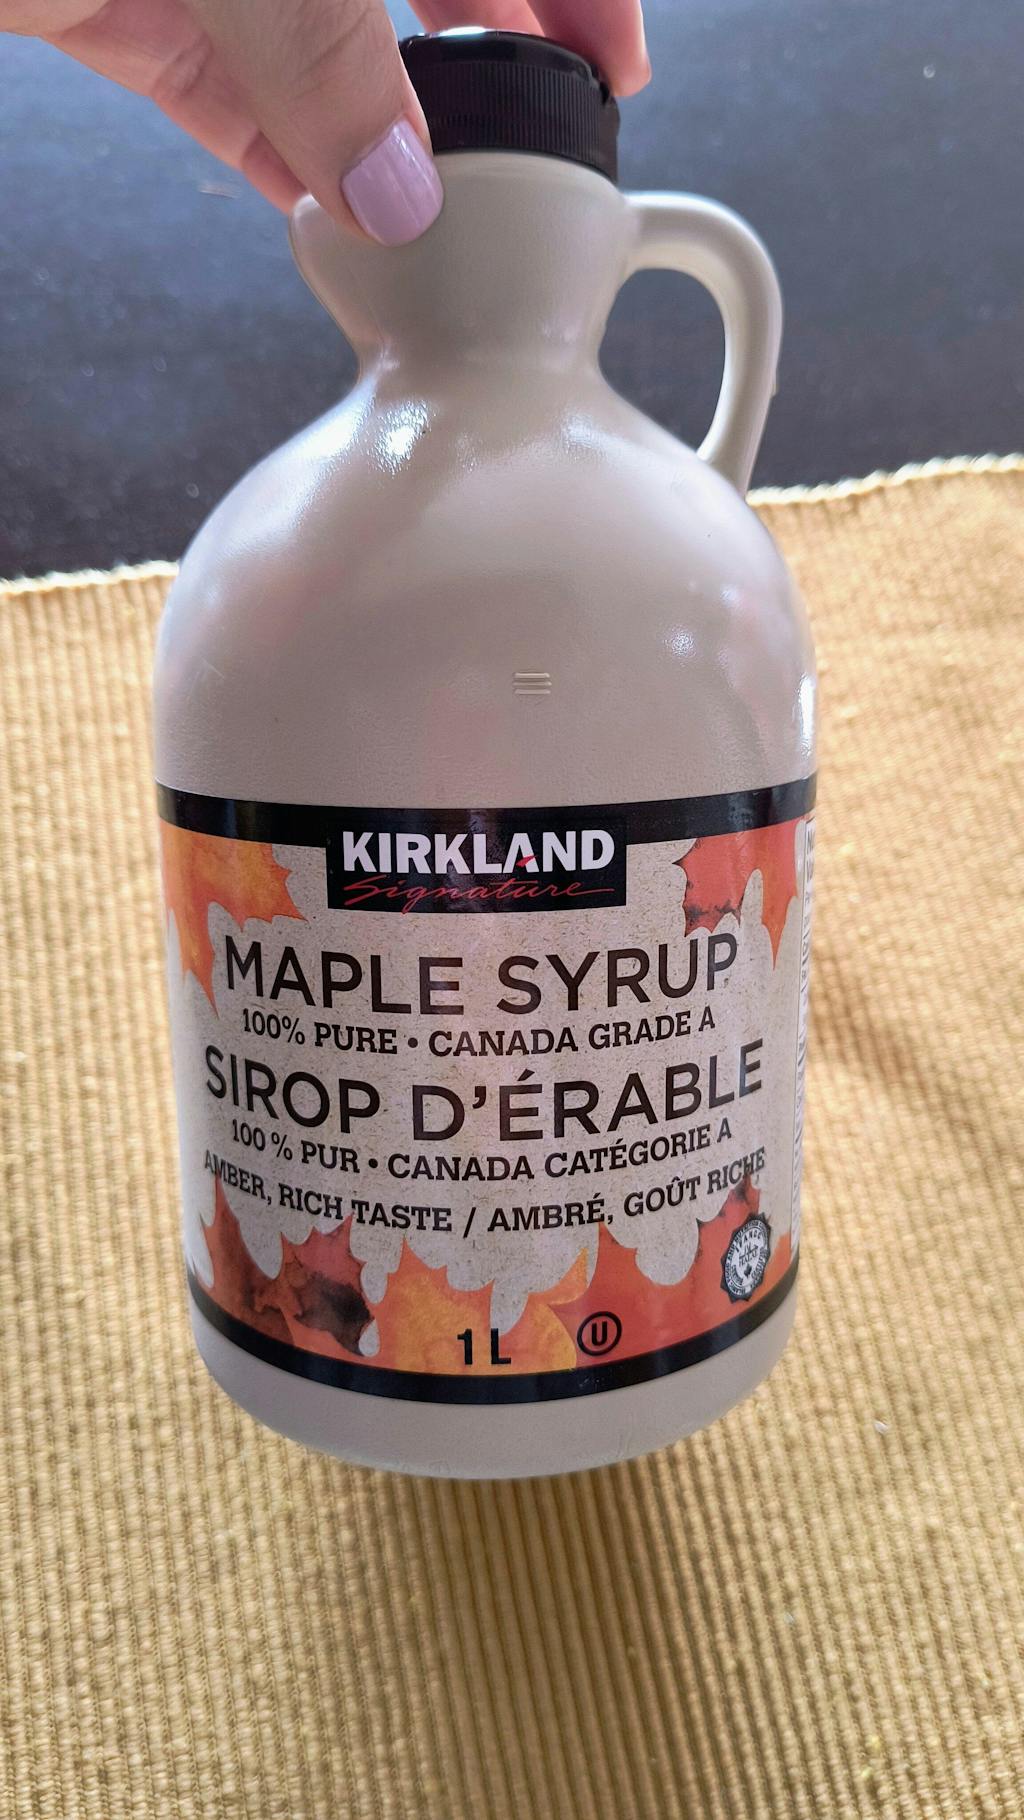 KIRKLAND
Signature
MAPLE SYRUP
100% PURE • CANADA GRADE A
SIROP D'ÉRABLE
100 % PUR • CANADA CATÉGORIE A
AMBER, RICH TASTE / AMBRÉ, GOÛT RICHE
HALAL
1 L
U